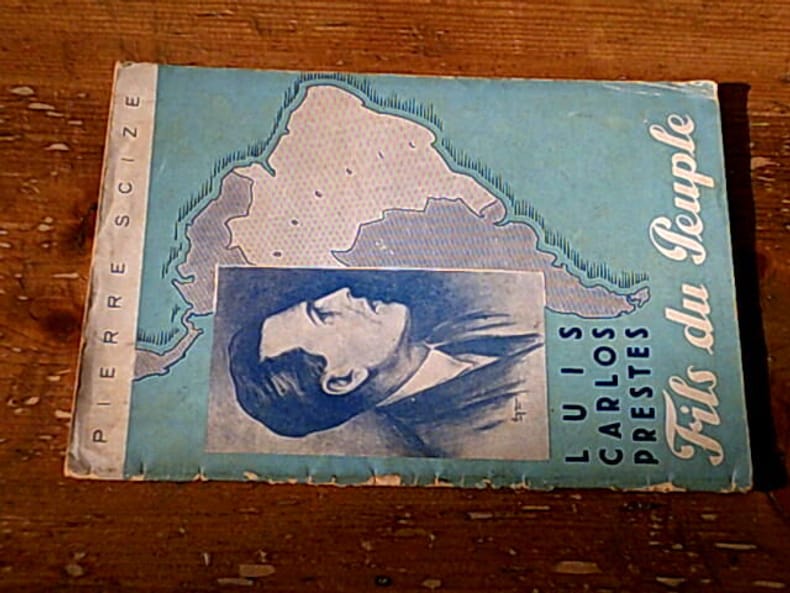 PIERRE SCIZE
LUIS
CARLOS
PRESTES
Fils du Peuple